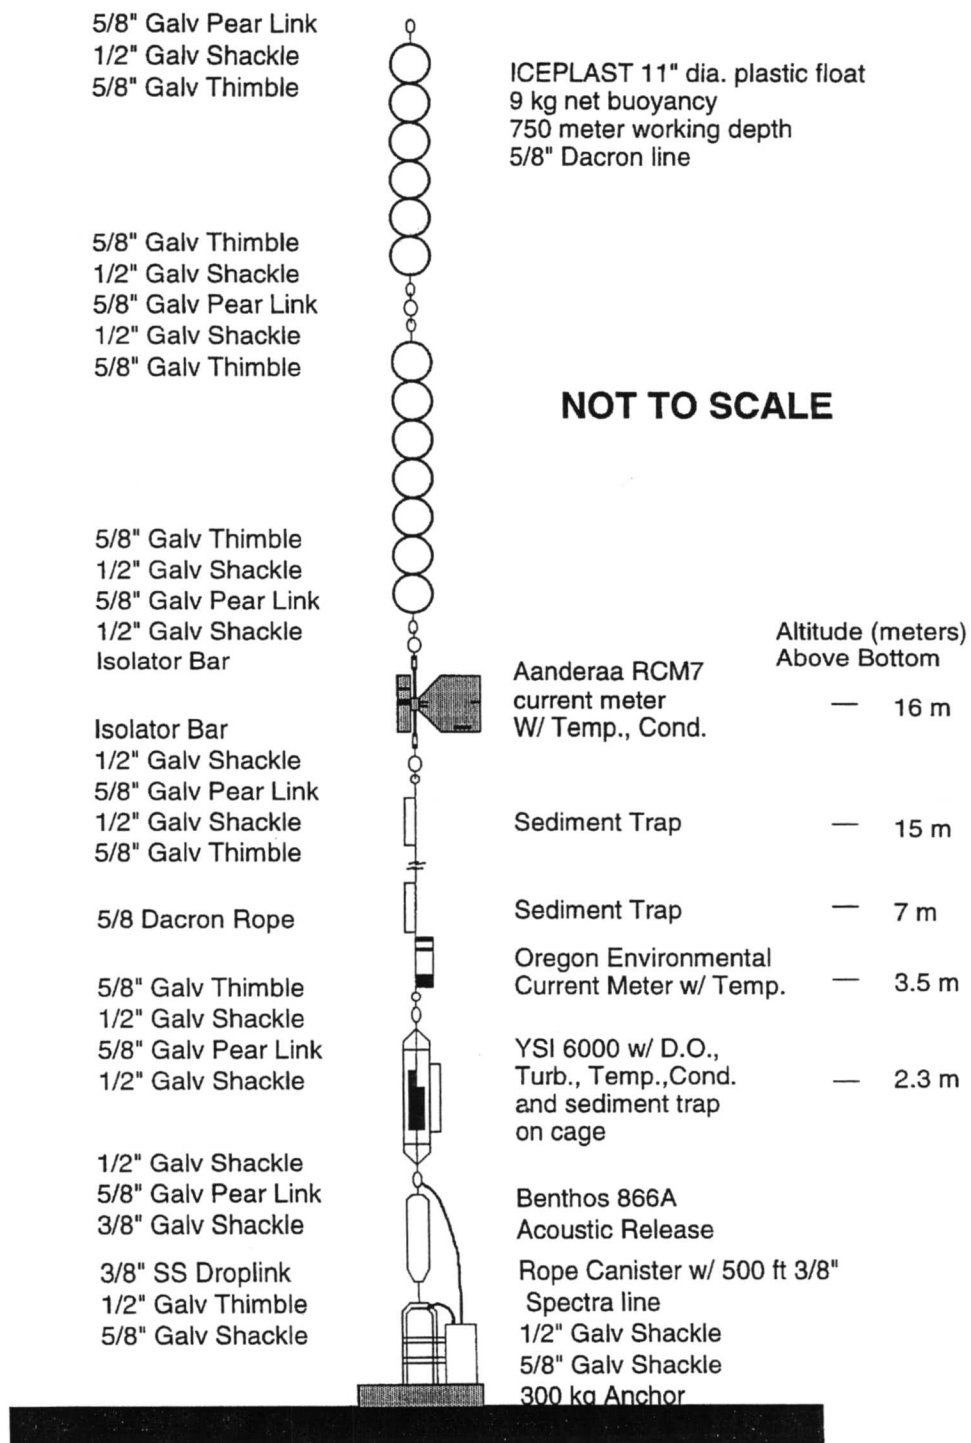 5/8" Galv Pear Link
1/2" Galv Shackle
5/8" Galv Thimble
ICEPLAST 11" dia. plastic float
9 kg net buoyancy
750 meter working depth
5/8" Dacron line
5/8" Galv Thimble
1/2" Galv Shackle
5/8" Galv Pear Link
1/2" Galv Shackle
5/8" Galv Thimble
NOT TO SCALE
5/8" Galv Thimble
1/2" Galv Shackle
5/8" Galv Pear Link
1/2" Galv Shackle
Isolator Bar
Altitude (meters)
Above Bottom
Aanderaa RCM7
current meter
W/ Temp., Cond.
— 16 m
Isolator Bar
1/2" Galv Shackle
5/8" Galv Pear Link
1/2" Galv Shackle
5/8" Galv Thimble
Sediment Trap — 15 m
5/8 Dacron Rope
Sediment Trap — 7 m
Oregon Environmental
Current Meter w/ Temp. — 3.5 m
5/8" Galv Thimble
1/2" Galv Shackle
5/8" Galv Pear Link
1/2" Galv Shackle
YSI 6000 w/ D.O.,
Turb., Temp.,Cond. — 2.3 m
and sediment trap
on cage
1/2" Galv Shackle
5/8" Galv Pear Link
3/8" Galv Shackle
Benthos 866A
Acoustic Release
3/8" SS Droplink
1/2" Galv Thimble
5/8" Galv Shackle
Rope Canister w/ 500 ft 3/8"
Spectra line
1/2" Galv Shackle
5/8" Galv Shackle
300 kg Anchor